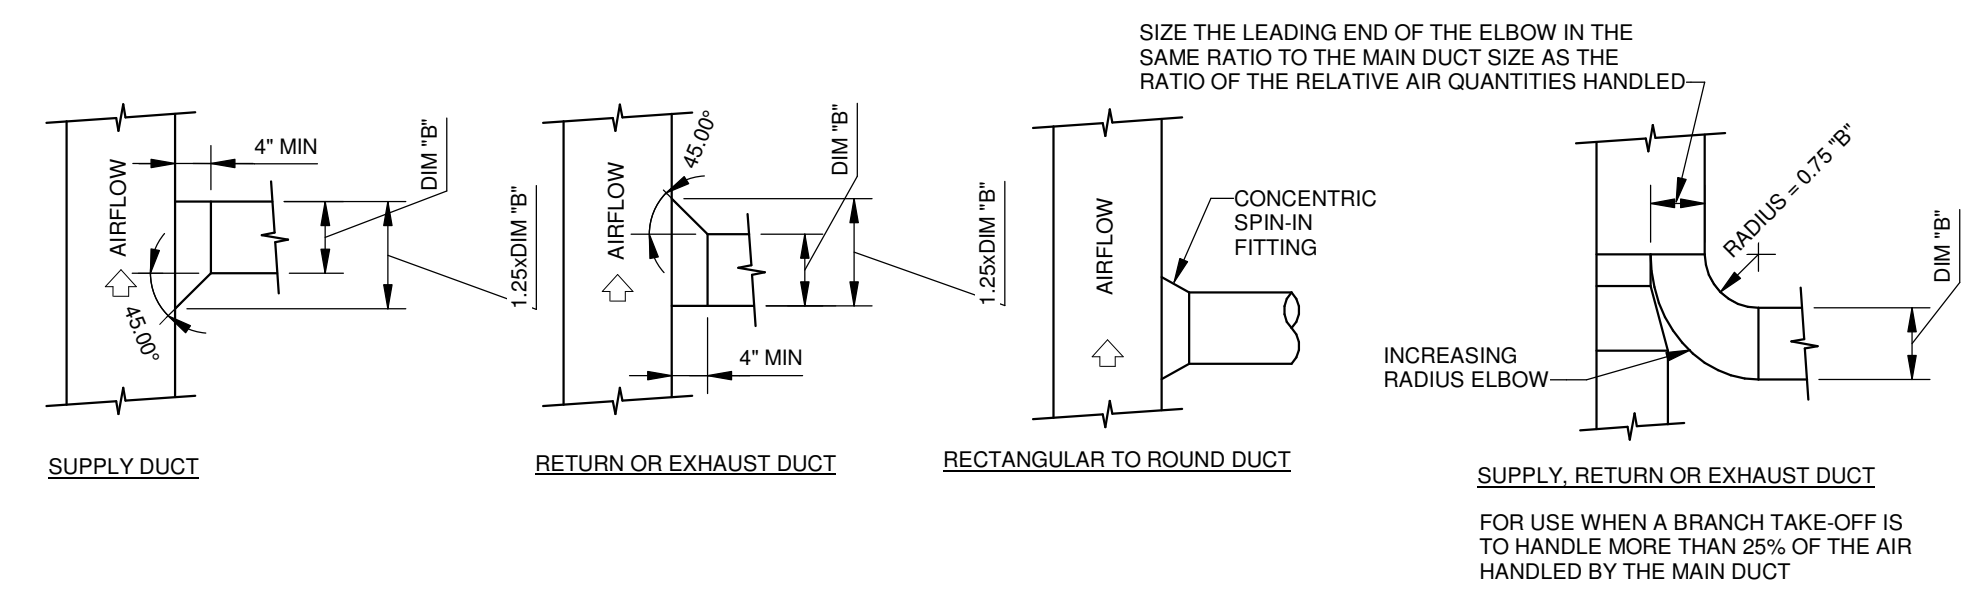 AIRFLOW
4" MIN
45.00°
DIM "B"
1.25xDIM "B"
SUPPLY DUCT
AIRFLOW
45.00°
4" MIN
DIM "B"
1.25xDIM "B"
RETURN OR EXHAUST DUCT
AIRFLOW
CONCENTRIC
SPIN-IN
FITTING
RECTANGULAR TO ROUND DUCT
SIZE THE LEADING END OF THE ELBOW IN THE
SAME RATIO TO THE MAIN DUCT SIZE AS THE
RATIO OF THE RELATIVE AIR QUANTITIES HANDLED
RADIUS = 0.75 "B"
DIM "B"
INCREASING
RADIUS ELBOW
SUPPLY, RETURN OR EXHAUST DUCT
FOR USE WHEN A BRANCH TAKE-OFF IS
TO HANDLE MORE THAN 25% OF THE AIR
HANDLED BY THE MAIN DUCT